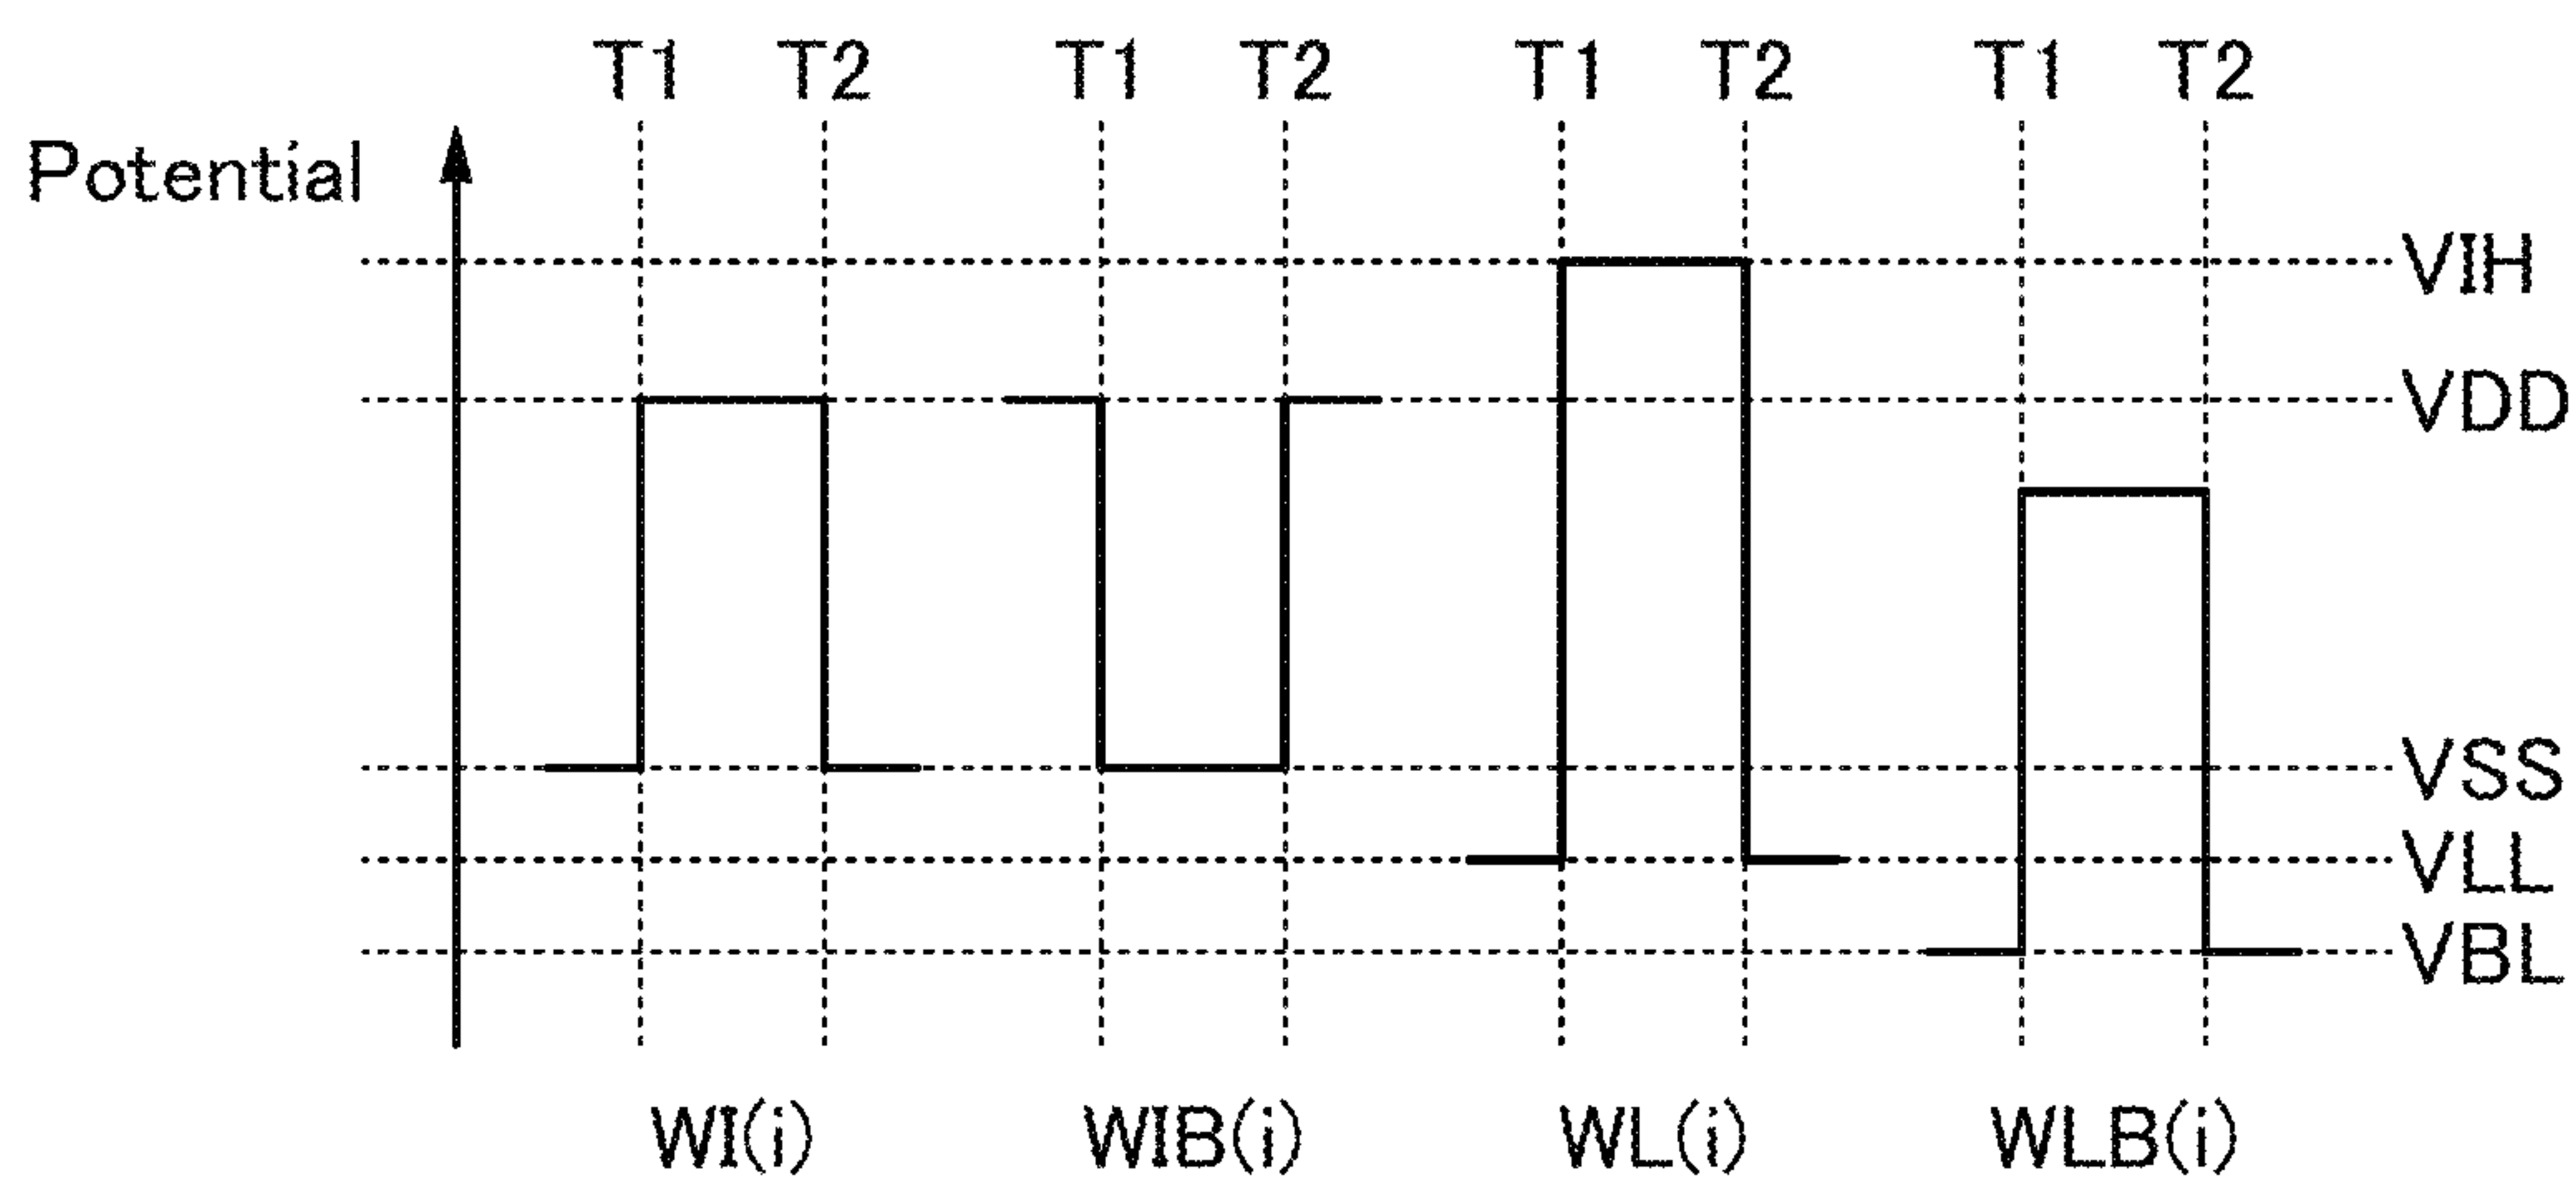 T1 T2 T1 T2 T1 T2 T1 T2
Potential
VIH
VDD
VSS
VLL
VBL
WI(i) WIB(i) WL(i) WLB(i)